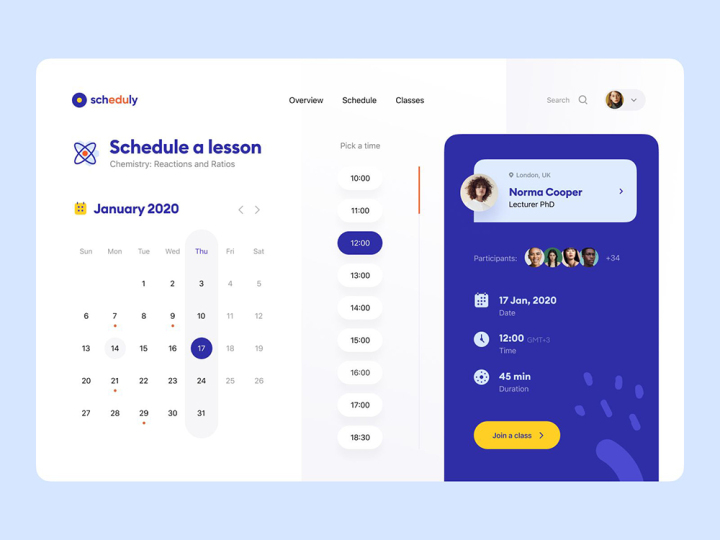 scheduly
Overview Schedule Classes
Search
Schedule a lesson
Chemistry: Reactions and Ratios
January 2020
Sun Mon Tue Wed Thu Fri Sat
1 2 3 4 5
6 7 8 9 10 11 12
13 14 15 16 17 18 19
20 21 22 23 24 25 26
27 28 29 30 31
Pick a time
10:00
11:00
12:00
13:00
14:00
15:00
16:00
17:00
18:30
London, UK
Norma Cooper
Lecturer PhD
Participants: +34
17 Jan, 2020
Date
12:00 GMT+3
Time
45 min
Duration
Join a class